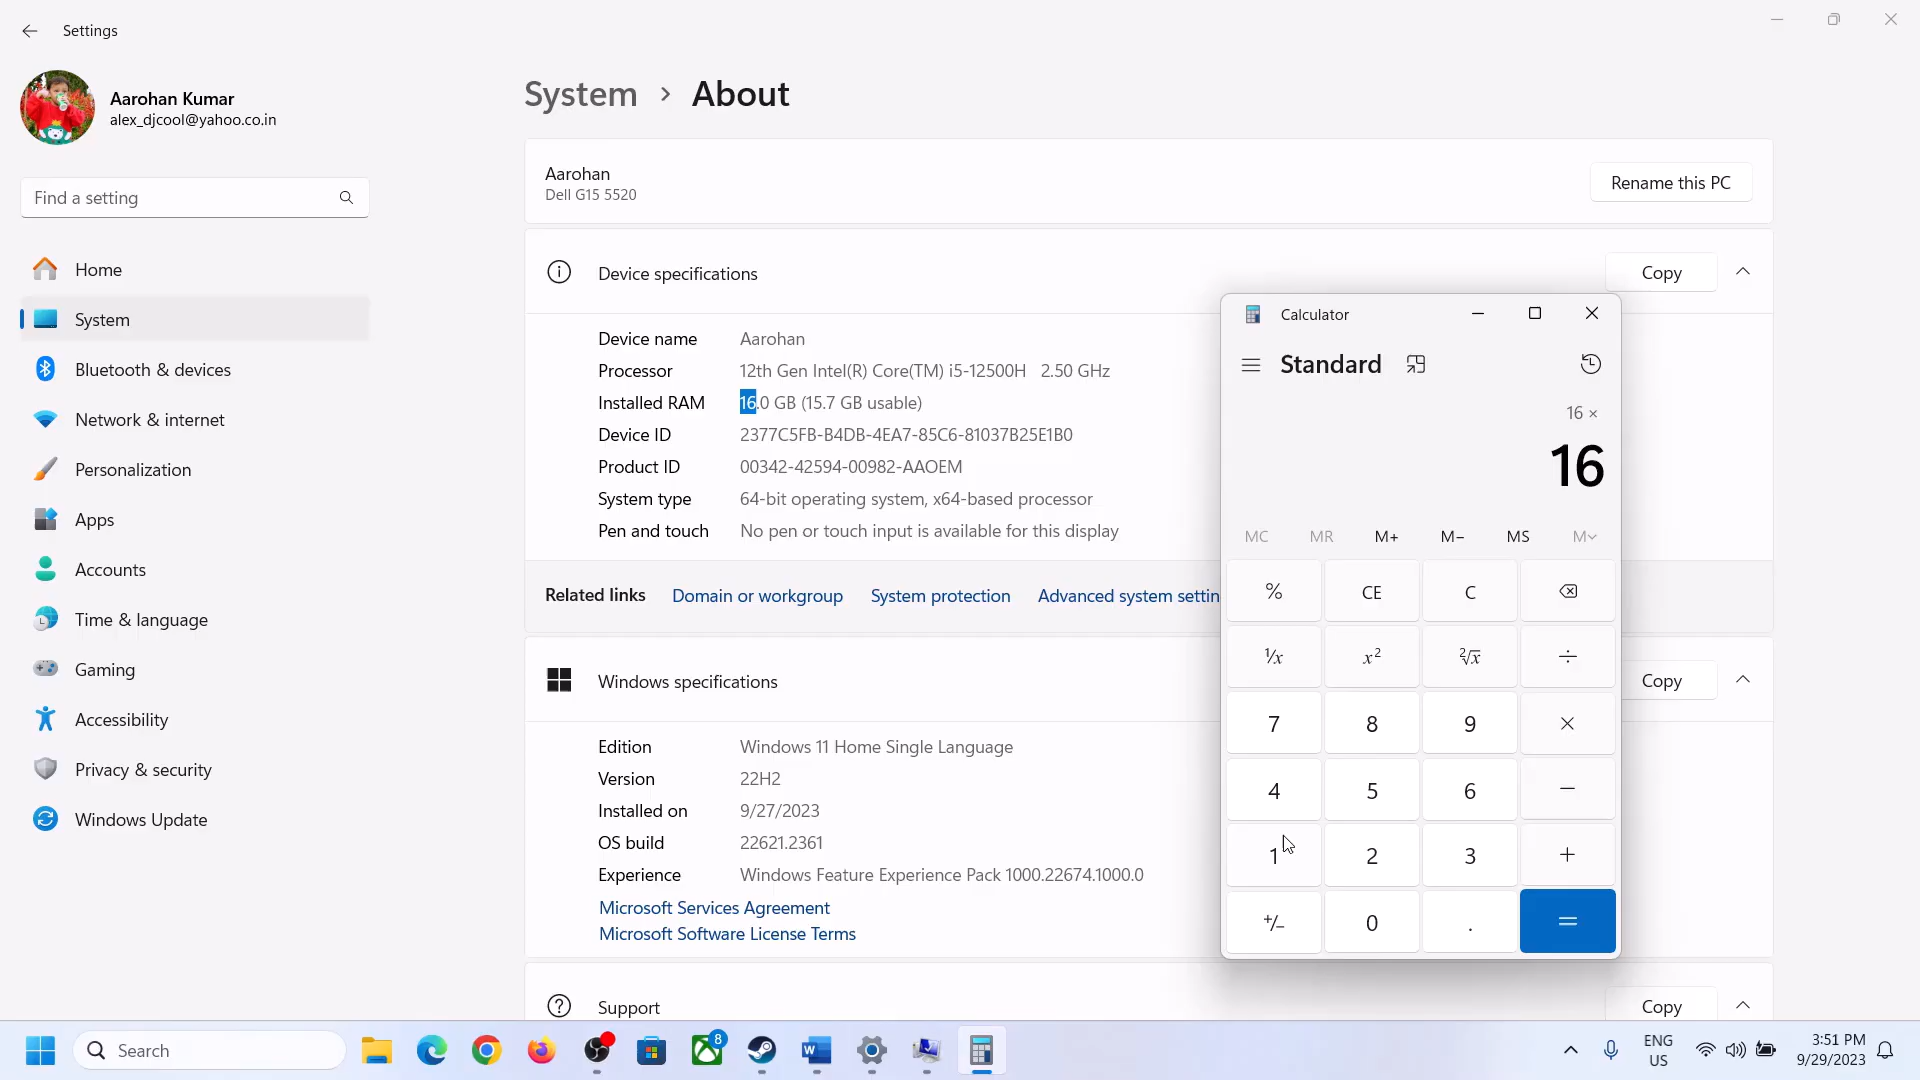 Settings
Aarohan Kumar
alex_djcool@yahoo.co.in
Find a setting
Home
System
Bluetooth & devices
Network & internet
Personalization
Apps
Accounts
Time & language
Gaming
Accessibility
Privacy & security
Windows Update
System > About
Aarohan
Dell G15 5520
Rename this PC
Device specifications
Copy
Device name Aarohan
Processor 12th Gen Intel(R) Core(TM) i5-12500H 2.50 GHz
Installed RAM 16.0 GB (15.7 GB usable)
Device ID 2377C5FB-B4DB-4EA7-85C6-81037B25E1B0
Product ID 00342-42594-00982-AAOEM
System type 64-bit operating system, x64-based processor
Pen and touch No pen or touch input is available for this display
Related links Domain or workgroup System protection Advanced system settin
Windows specifications
Copy
Edition Windows 11 Home Single Language
Version 22H2
Installed on 9/27/2023
OS build 22621.2361
Experience Windows Feature Experience Pack 1000.22674.1000.0
Microsoft Services Agreement
Microsoft Software License Terms
Support
Copy
Calculator
Standard
16 ×
16
MC MR M+ M− MS M
% CE C
⅟x x² ²√x ÷
7 8 9 ×
4 5 6 −
1 2 3 +
+/− 0 . =
Search
8
W
ENG
US
3:51 PM
9/29/2023